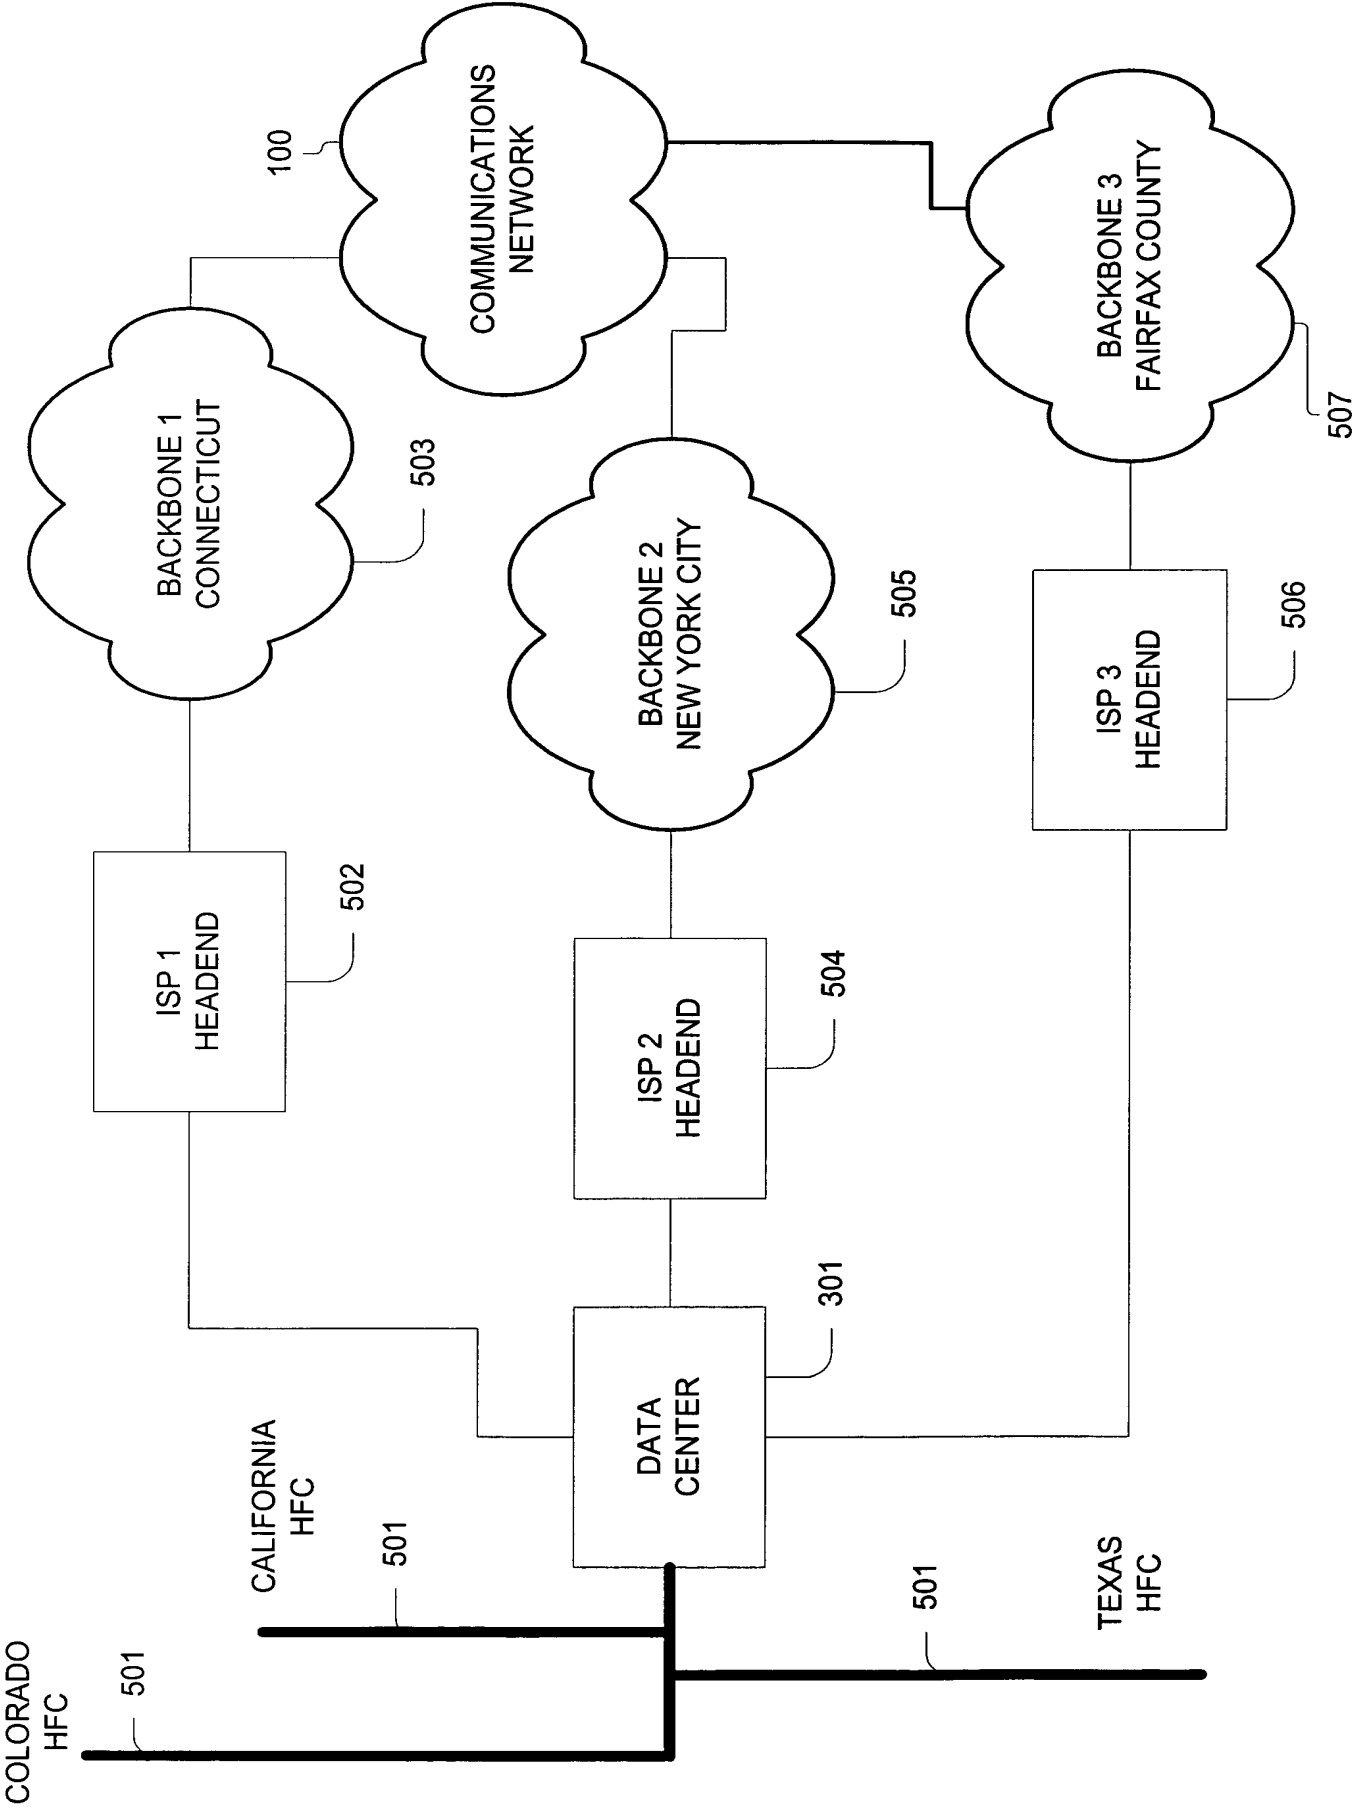 COLORADO
HFC
501
CALIFORNIA
HFC
501
501
TEXAS
HFC
DATA
CENTER
301
ISP 1
HEADEND
502
ISP 2
HEADEND
504
ISP 3
HEADEND
506
BACKBONE 1
CONNECTICUT
503
BACKBONE 2
NEW YORK CITY
505
BACKBONE 3
FAIRFAX COUNTY
507
COMMUNICATIONS
NETWORK
100